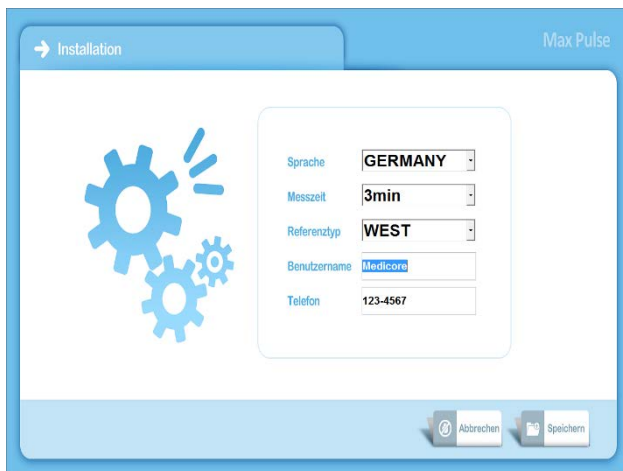 Installation
Max Pulse
Sprache GERMANY
Messzeit 3min
Referenztyp WEST
Benutzername Medicore
Telefon 123-4567
Abbrechen Speichern